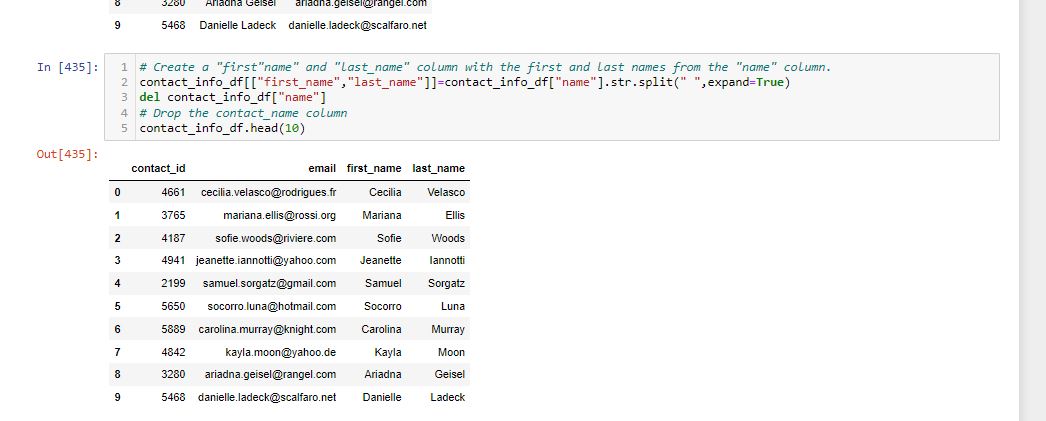 8 3280 Ariadna Geisel ariadna.geisel@rangel.com
9 5468 Danielle Ladeck danielle.ladeck@scalfaro.net
In [435]: 1 # Create a "first"name" and "last_name" column with the first and last names from the "name" column.
2 contact_info_df[["first_name","last_name"]]=contact_info_df["name"].str.split(" ",expand=True)
3 del contact_info_df["name"]
4 # Drop the contact_name column
5 contact_info_df.head(10)
Out[435]:
contact_id email first_name last_name
0 4661 cecilia.velasco@rodrigues.fr Cecilia Velasco
1 3765 mariana.ellis@rossi.org Mariana Ellis
2 4187 sofie.woods@riviere.com Sofie Woods
3 4941 jeanette.iannotti@yahoo.com Jeanette Iannotti
4 2199 samuel.sorgatz@gmail.com Samuel Sorgatz
5 5650 socorro.luna@hotmail.com Socorro Luna
6 5889 carolina.murray@knight.com Carolina Murray
7 4842 kayla.moon@yahoo.de Kayla Moon
8 3280 ariadna.geisel@rangel.com Ariadna Geisel
9 5468 danielle.ladeck@scalfaro.net Danielle Ladeck